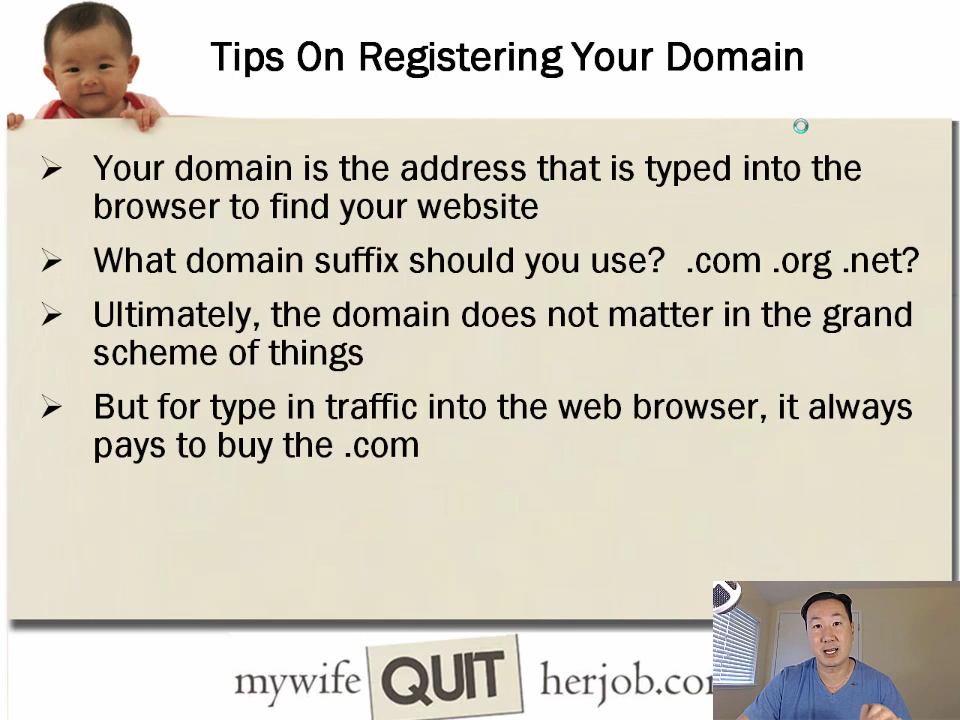 Tips On Registering Your Domain
Your domain is the address that is typed into the
browser to find your website
What domain suffix should you use?  .com .org .net?
Ultimately, the domain does not matter in the grand
scheme of things
But for type in traffic into the web browser, it always
pays to buy the .com
mywife QUIT herjob.com